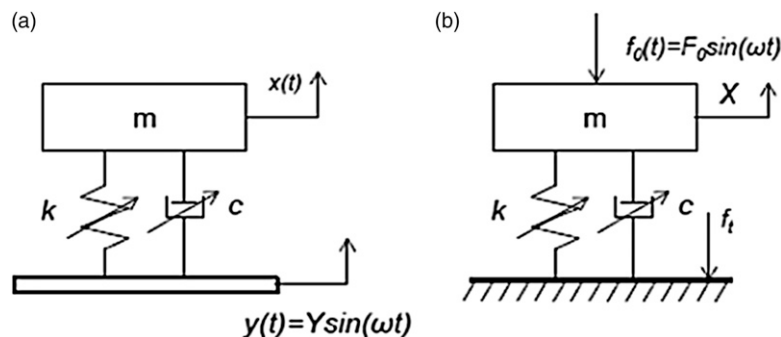 (a)
x(t)
m
k
c
y(t)=Ysin(ωt)
(b)
f₀(t)=F₀sin(ωt)
X
m
k
c
fₜ